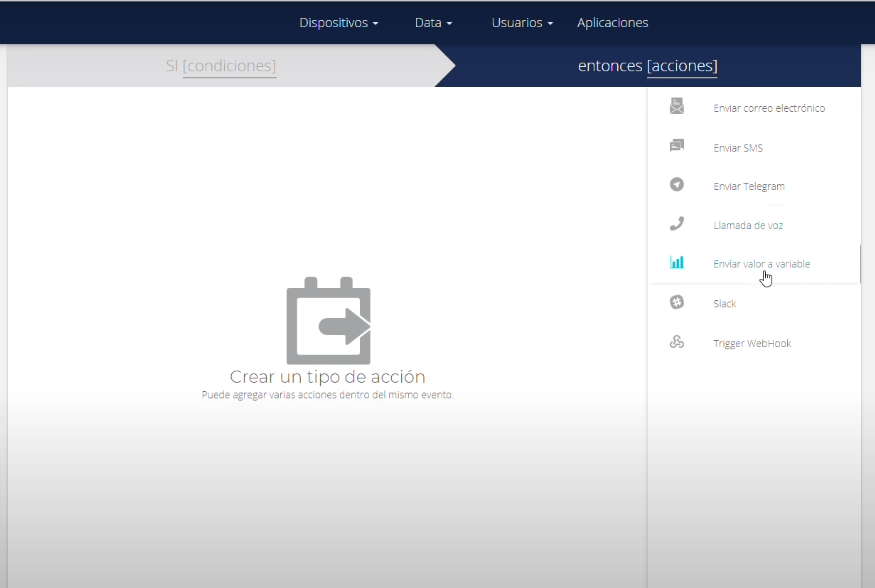 Dispositivos Data Usuarios Aplicaciones
SI [condiciones] entonces [acciones]
Enviar correo electrónico
Enviar SMS
Enviar Telegram
Llamada de voz
Envíar valor a variable
Slack
Trigger WebHook
Crear un tipo de acción
Puede agregar varias acciones dentro del mismo evento.